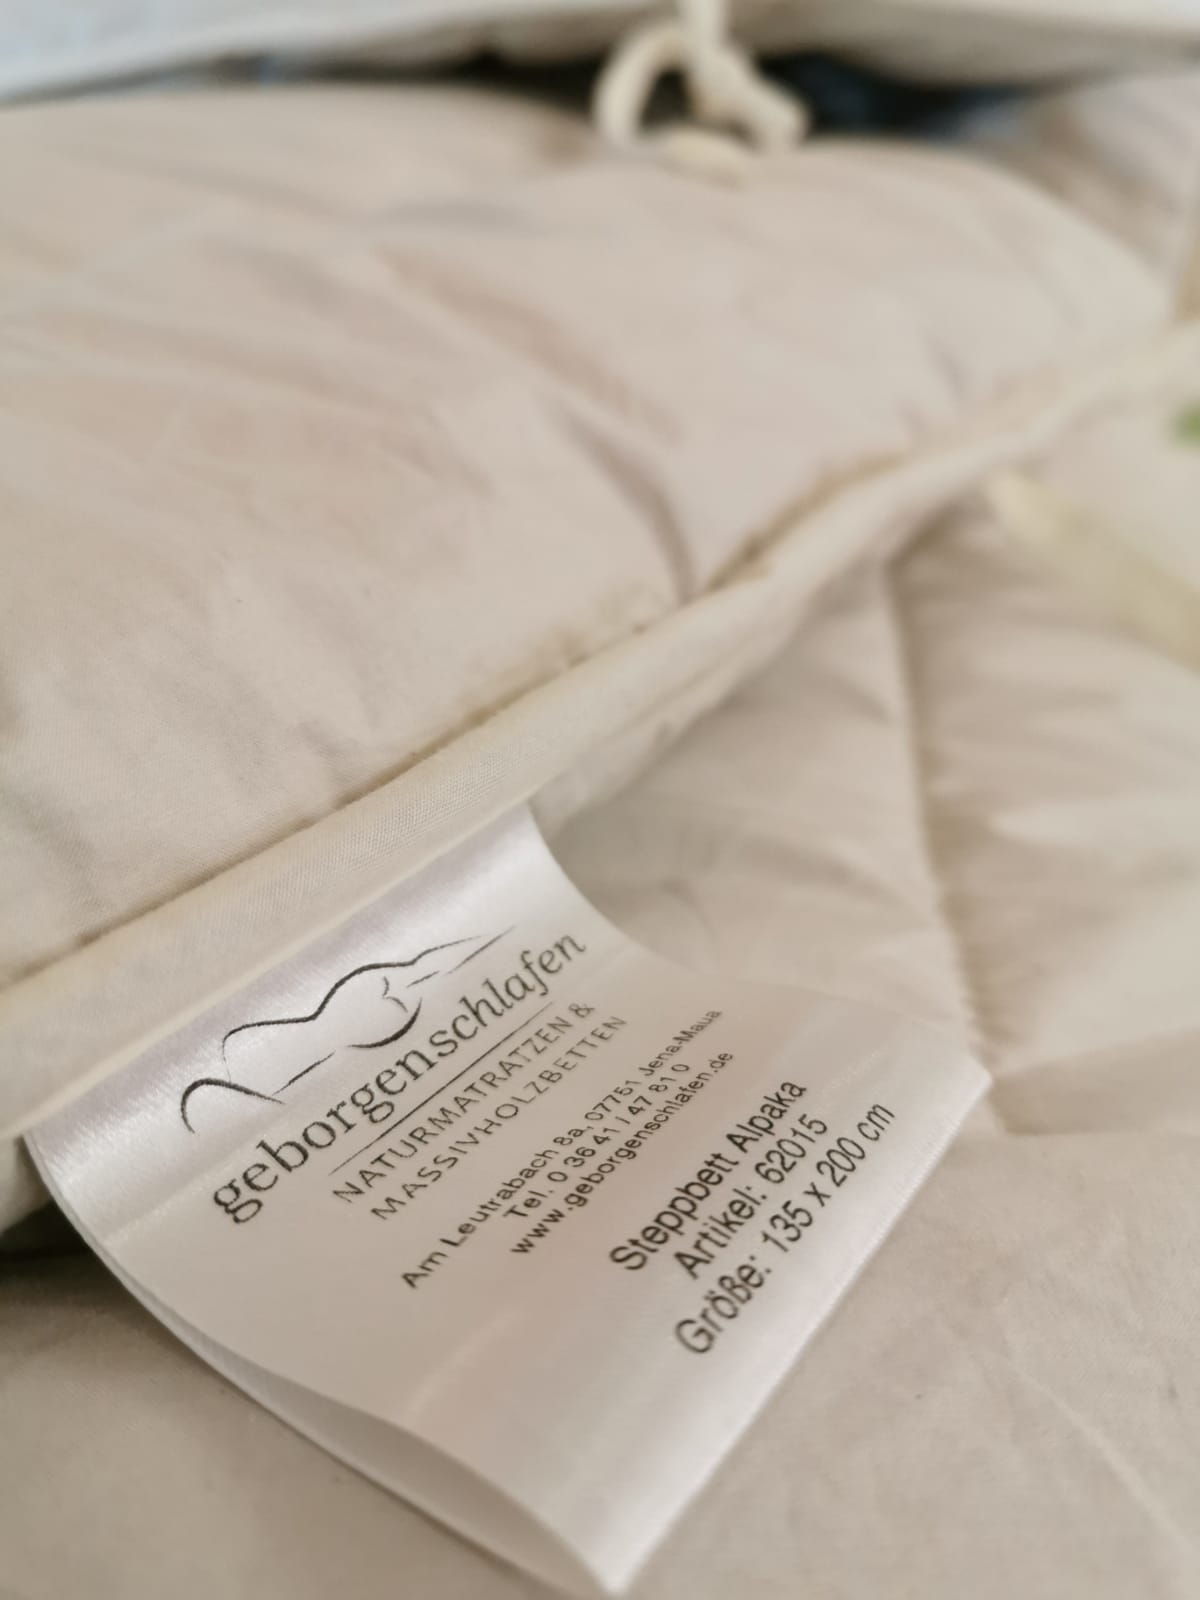 geborgenschlafen
NATURMATRATZEN &
MASSIVHOLZBETTEN
Am Leutrabach 8a, 07751 Jena-Maua
Tel. 0 36 41 / 47 81 0
www.geborgenschlafen.de
Steppbett Alpaka
Artikel: 62015
Größe: 135 x 200 cm